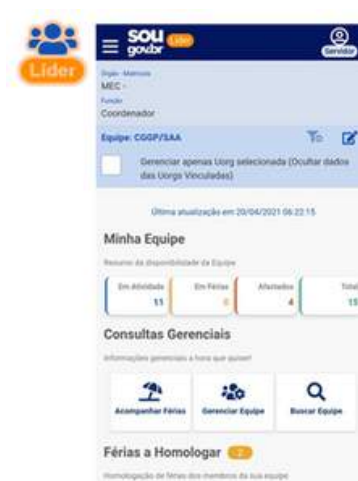 Líder
SOU
gov.br
Líder
Servidor
Órgão - Matrícula
MEC -
Função
Coordenador
Equipe: CGGP/SAA
Gerenciar apenas Uorg selecionada (Ocultar dados
das Uorgs Vinculadas)
Última atualização em 20/04/2021 06:22:15
Minha Equipe
Resumo da disponibilidade da Equipe
Em Atividade
11
Em Férias
0
Afastados
4
Total
15
Consultas Gerenciais
Informações gerenciais a hora que quiser!
Acompanhar Férias
Gerenciar Equipe
Buscar Equipe
Férias a Homologar 2
Homologação de férias dos membros da sua equipe